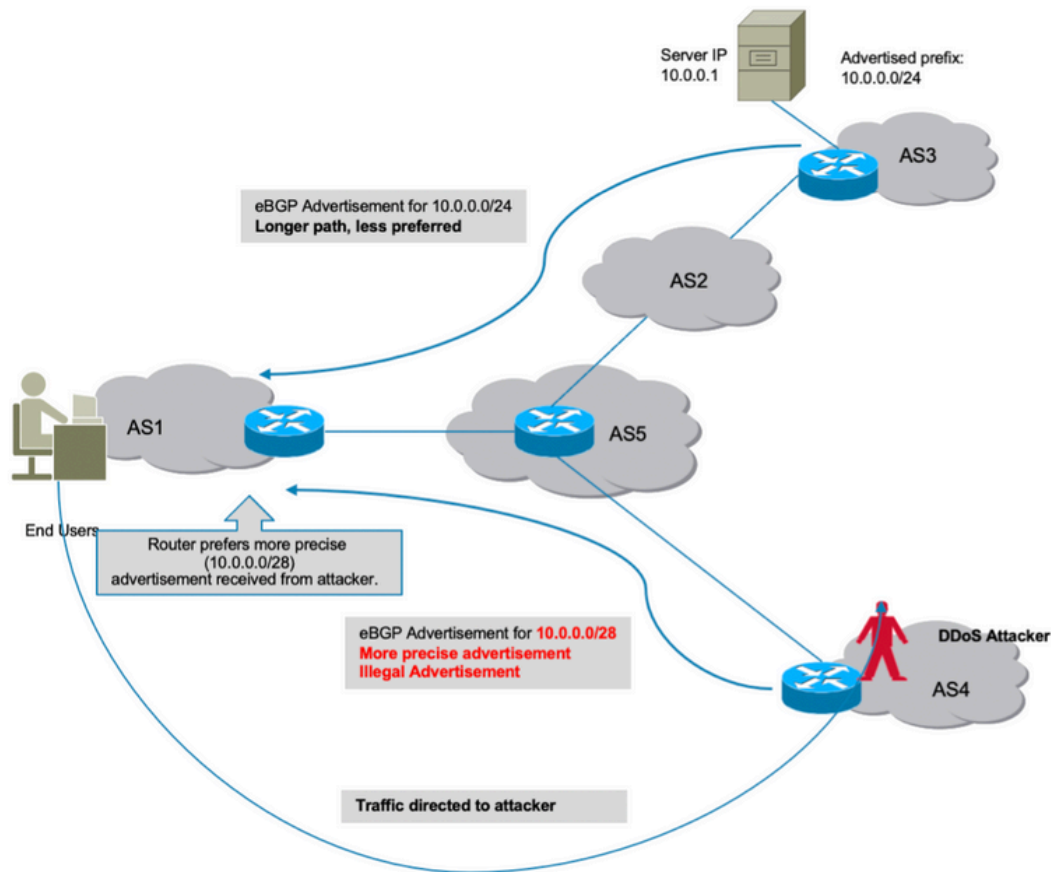 Server IP
10.0.0.1
Advertised prefix:
10.0.0.0/24
AS3
eBGP Advertisement for 10.0.0.0/24
Longer path, less preferred
AS2
AS1
AS5
End Users
Router prefers more precise
(10.0.0.0/28)
advertisement received from attacker.
eBGP Advertisement for 10.0.0.0/28
More precise advertisement
Illegal Advertisement
DDoS Attacker
AS4
Traffic directed to attacker